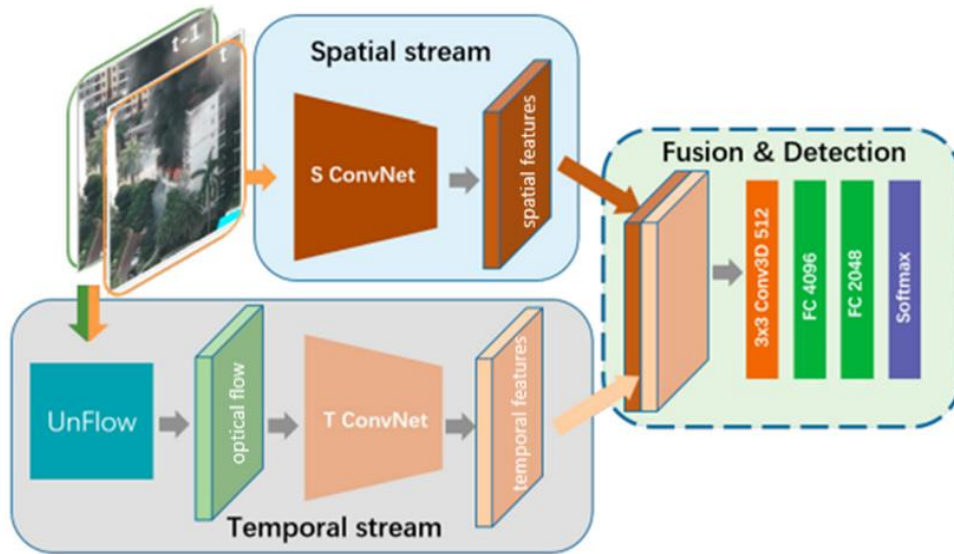 t-1
t
Spatial stream
S ConvNet
spatial features
Fusion & Detection
3x3 Conv3D 512
FC 4096
FC 2048
Softmax
UnFlow
optical flow
T ConvNet
temporal features
Temporal stream